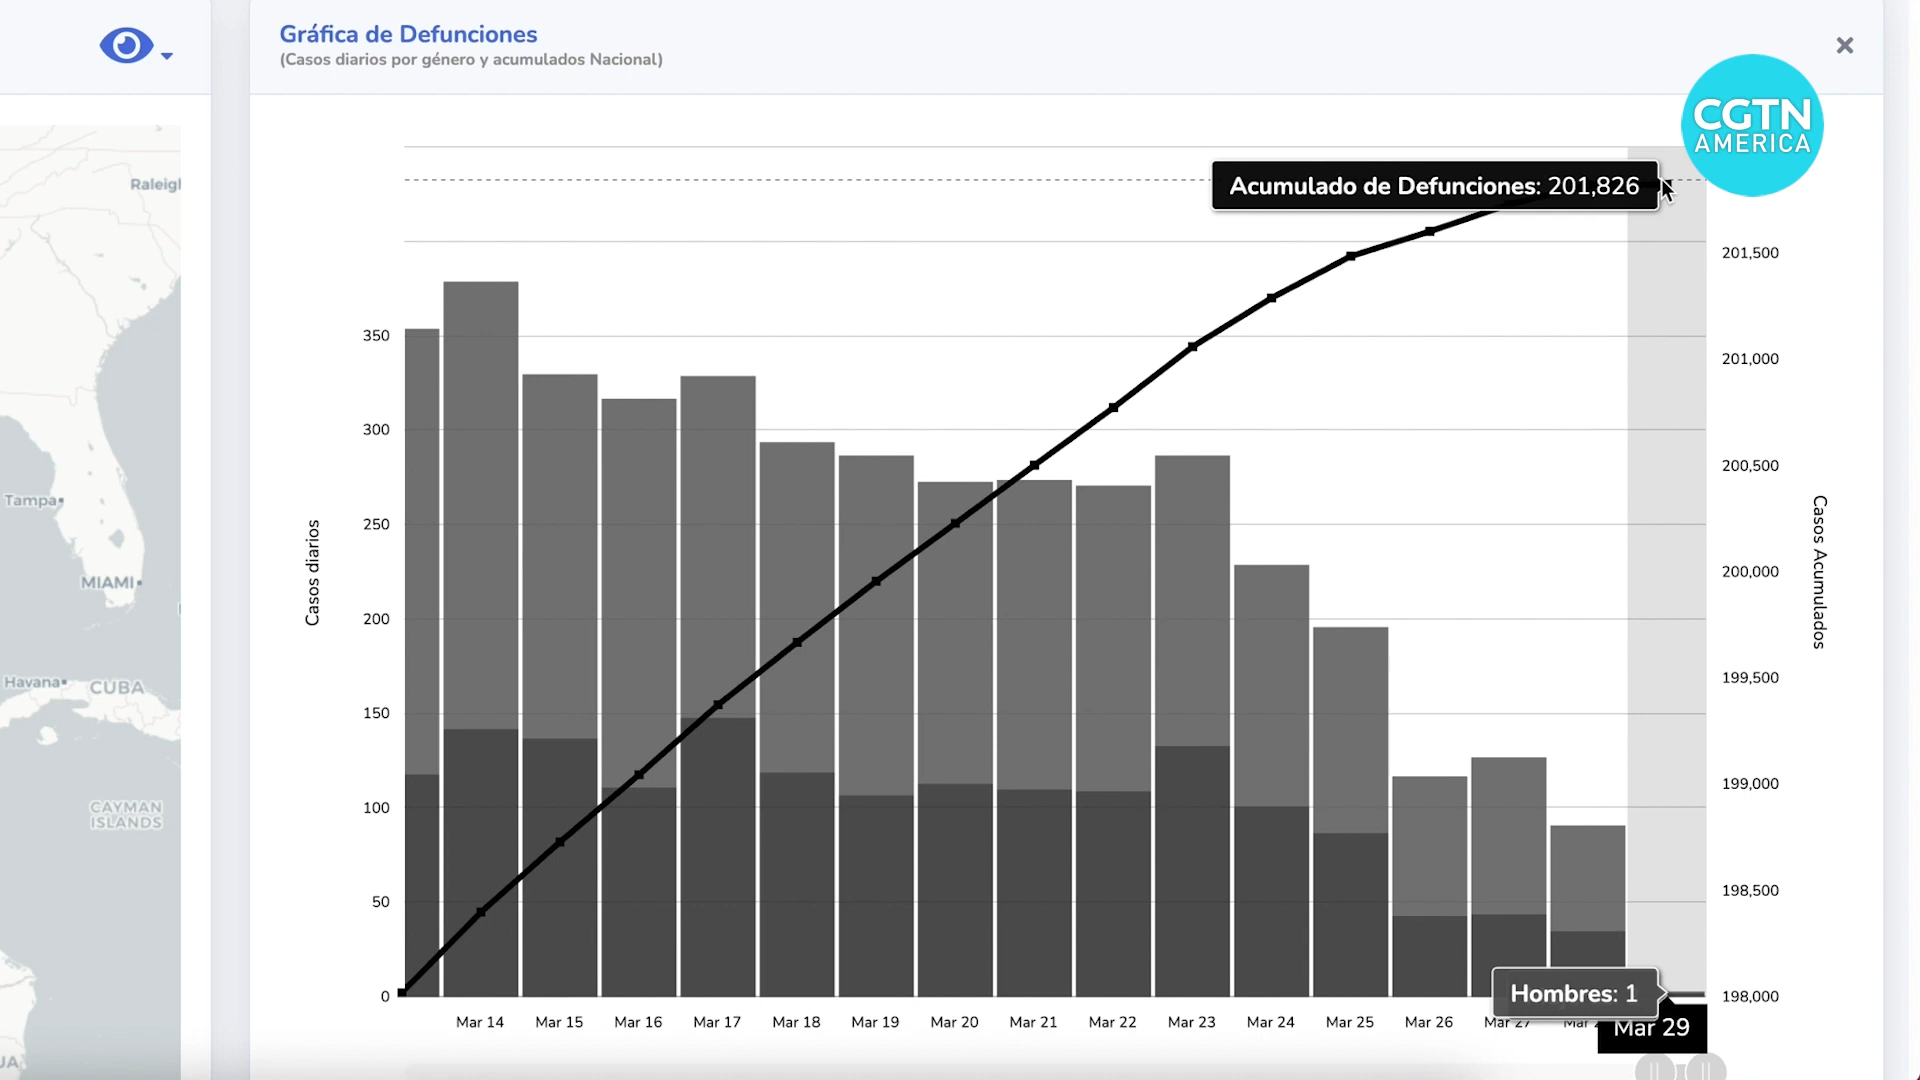 Gráfica de Defunciones
(Casos diarios por género y acumulados Nacional)
CGTN
AMERICA
Acumulado de Defunciones: 201,826
Casos diarios
350
300
250
200
150
100
50
0
201,500
201,000
200,500
200,000
199,500
199,000
198,500
198,000
Casos Acumulados
Hombres: 1
Mar 14
Mar 15
Mar 16
Mar 17
Mar 18
Mar 19
Mar 20
Mar 21
Mar 22
Mar 23
Mar 24
Mar 25
Mar 26
Mar 27
Mar
Mar 29
Tampa
MIAMI
Havana
CUBA
CAYMAN
ISLANDS